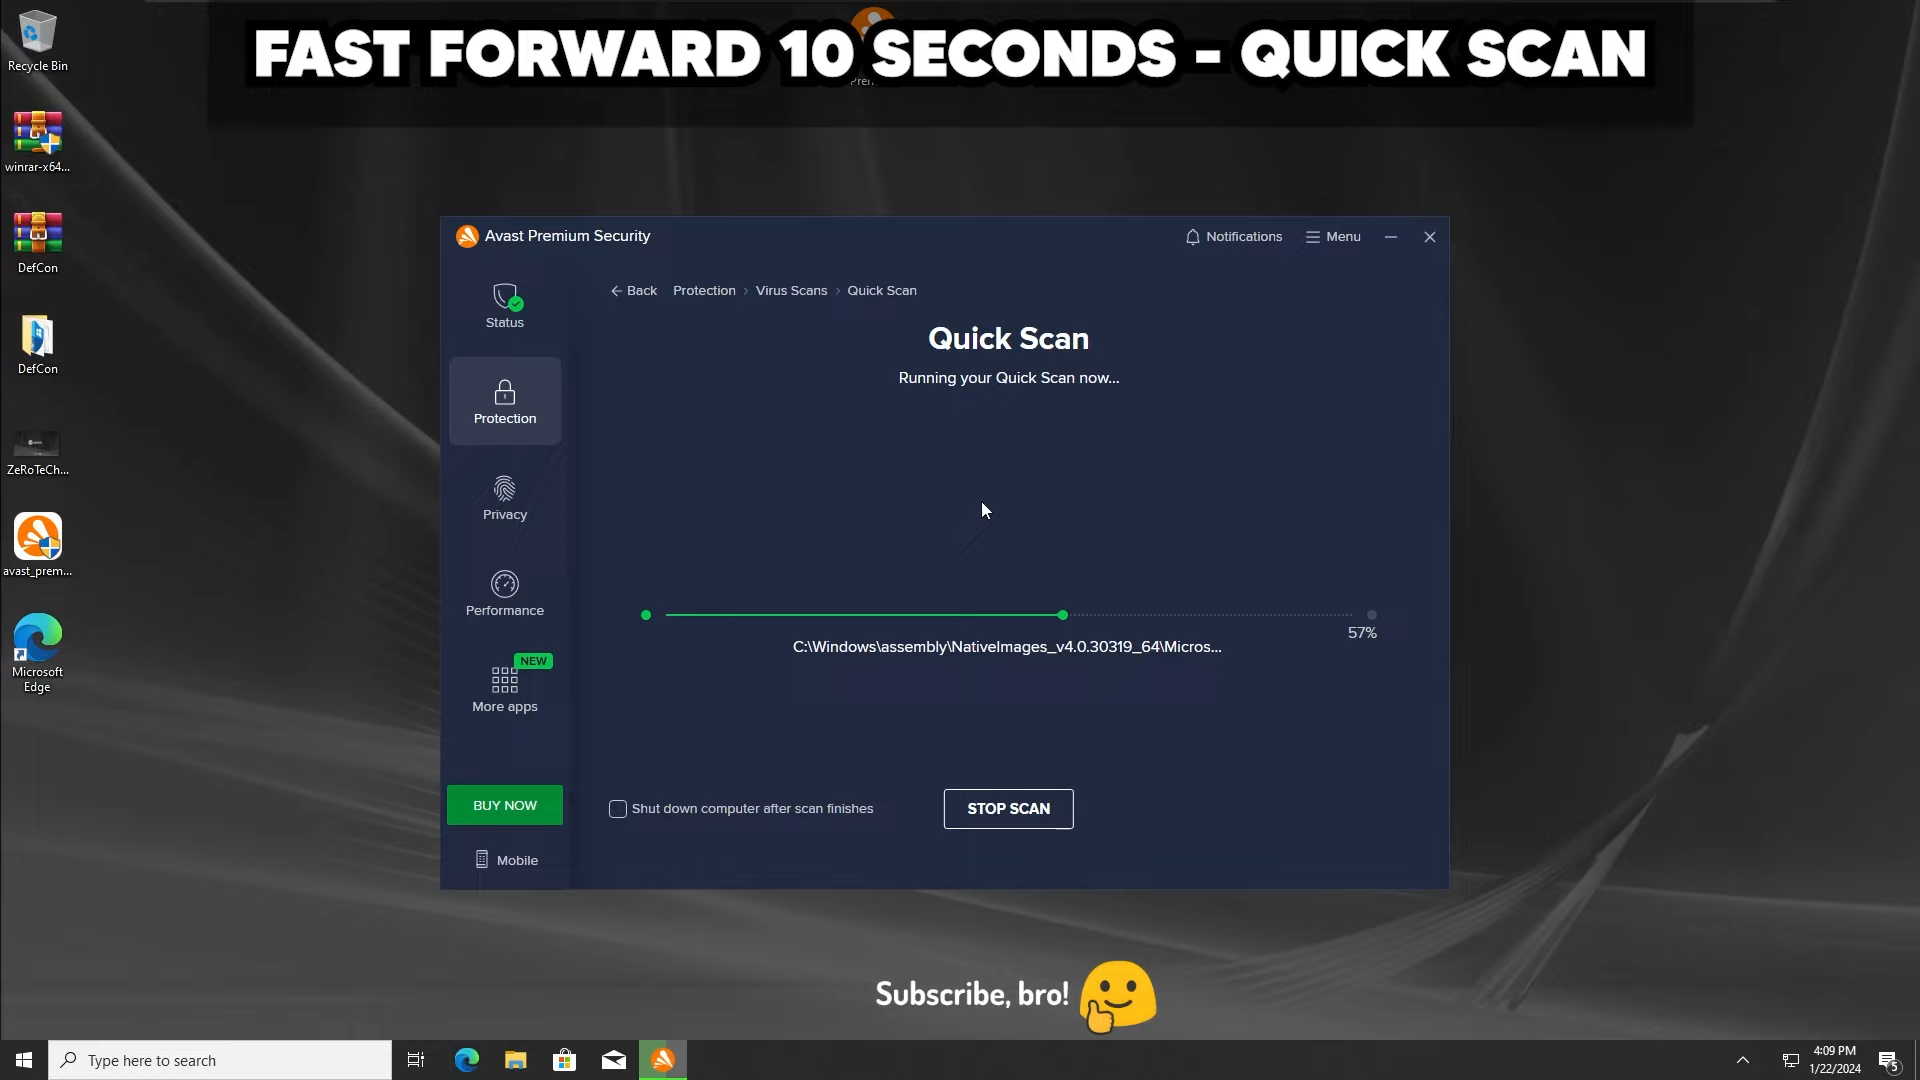 FAST FORWARD 10 SECONDS - QUICK SCAN
Recycle Bin
winrar-x64...
DefCon
DefCon
ZeRoTeCh...
avast_prem...
Microsoft
Edge
Prem
Avast Premium Security
Notifications
Menu
Back
Protection
Virus Scans
Quick Scan
Status
Protection
Privacy
Performance
NEW
More apps
BUY NOW
Mobile
Quick Scan
Running your Quick Scan now...
57%
C:\Windows\assembly\NativeImages_v4.0.30319_64\Micros...
Shut down computer after scan finishes
STOP SCAN
Subscribe, bro!
Type here to search
4:09 PM
1/22/2024
5